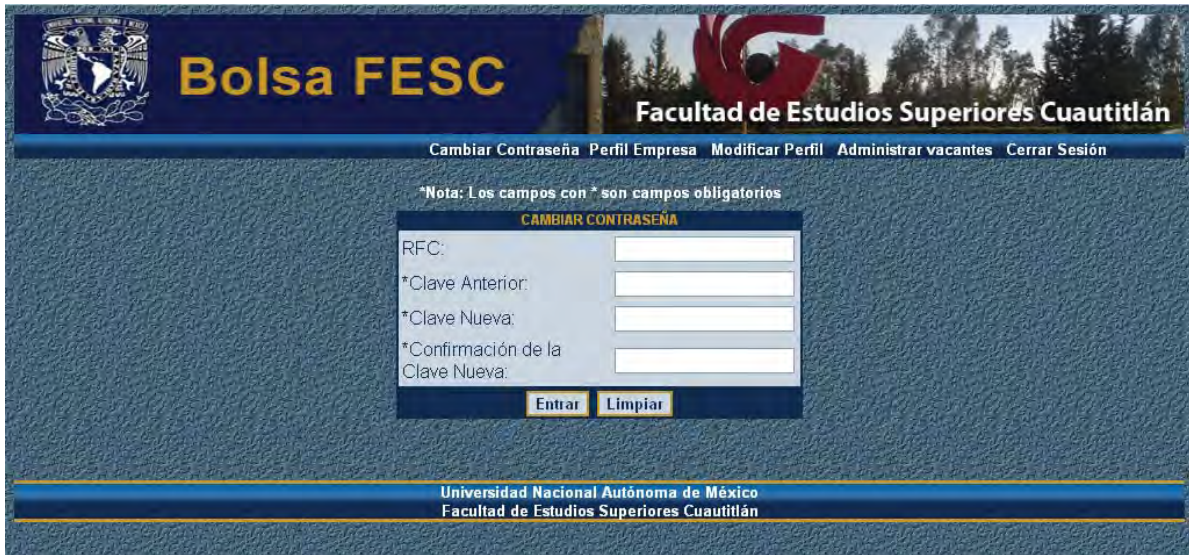 Bolsa FESC
Facultad de Estudios Superiores Cuautitlán
Cambiar Contraseña Perfil Empresa Modificar Perfil Administrar vacantes Cerrar Sesión
*Nota: Los campos con * son campos obligatorios
CAMBIAR CONTRASEÑA
RFC:
*Clave Anterior:
*Clave Nueva:
*Confirmación de la
Clave Nueva:
Entrar Limpiar
Universidad Nacional Autónoma de México
Facultad de Estudios Superiores Cuautitlán